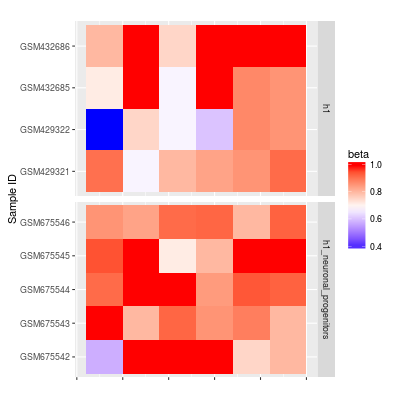 Sample ID
GSM432686
GSM432685
GSM429322
GSM429321
h1
GSM675546
GSM675545
GSM675544
GSM675543
GSM675542
h1_neuronal_progenitors
beta
1.0
0.8
0.6
0.4